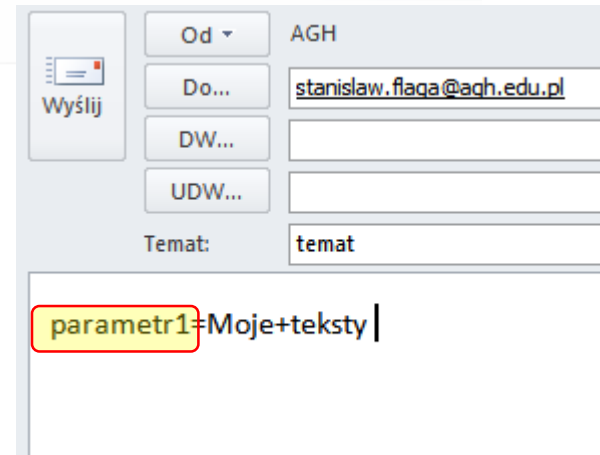 Wyślij
Od AGH
Do... stanislaw.flaga@agh.edu.pl
DW...
UDW...
Temat: temat
parametr1=Moje+teksty